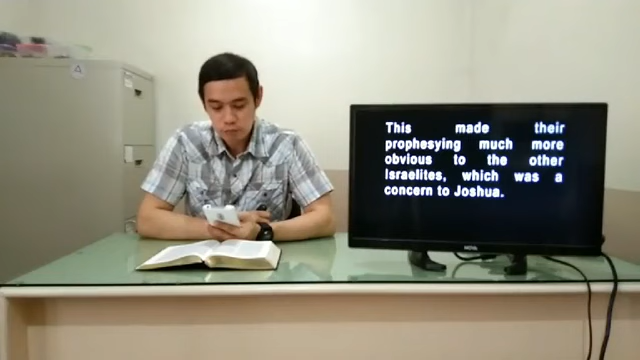 This made their
prophesying much more
obvious to the other
Israelites, which was a
concern to Joshua.